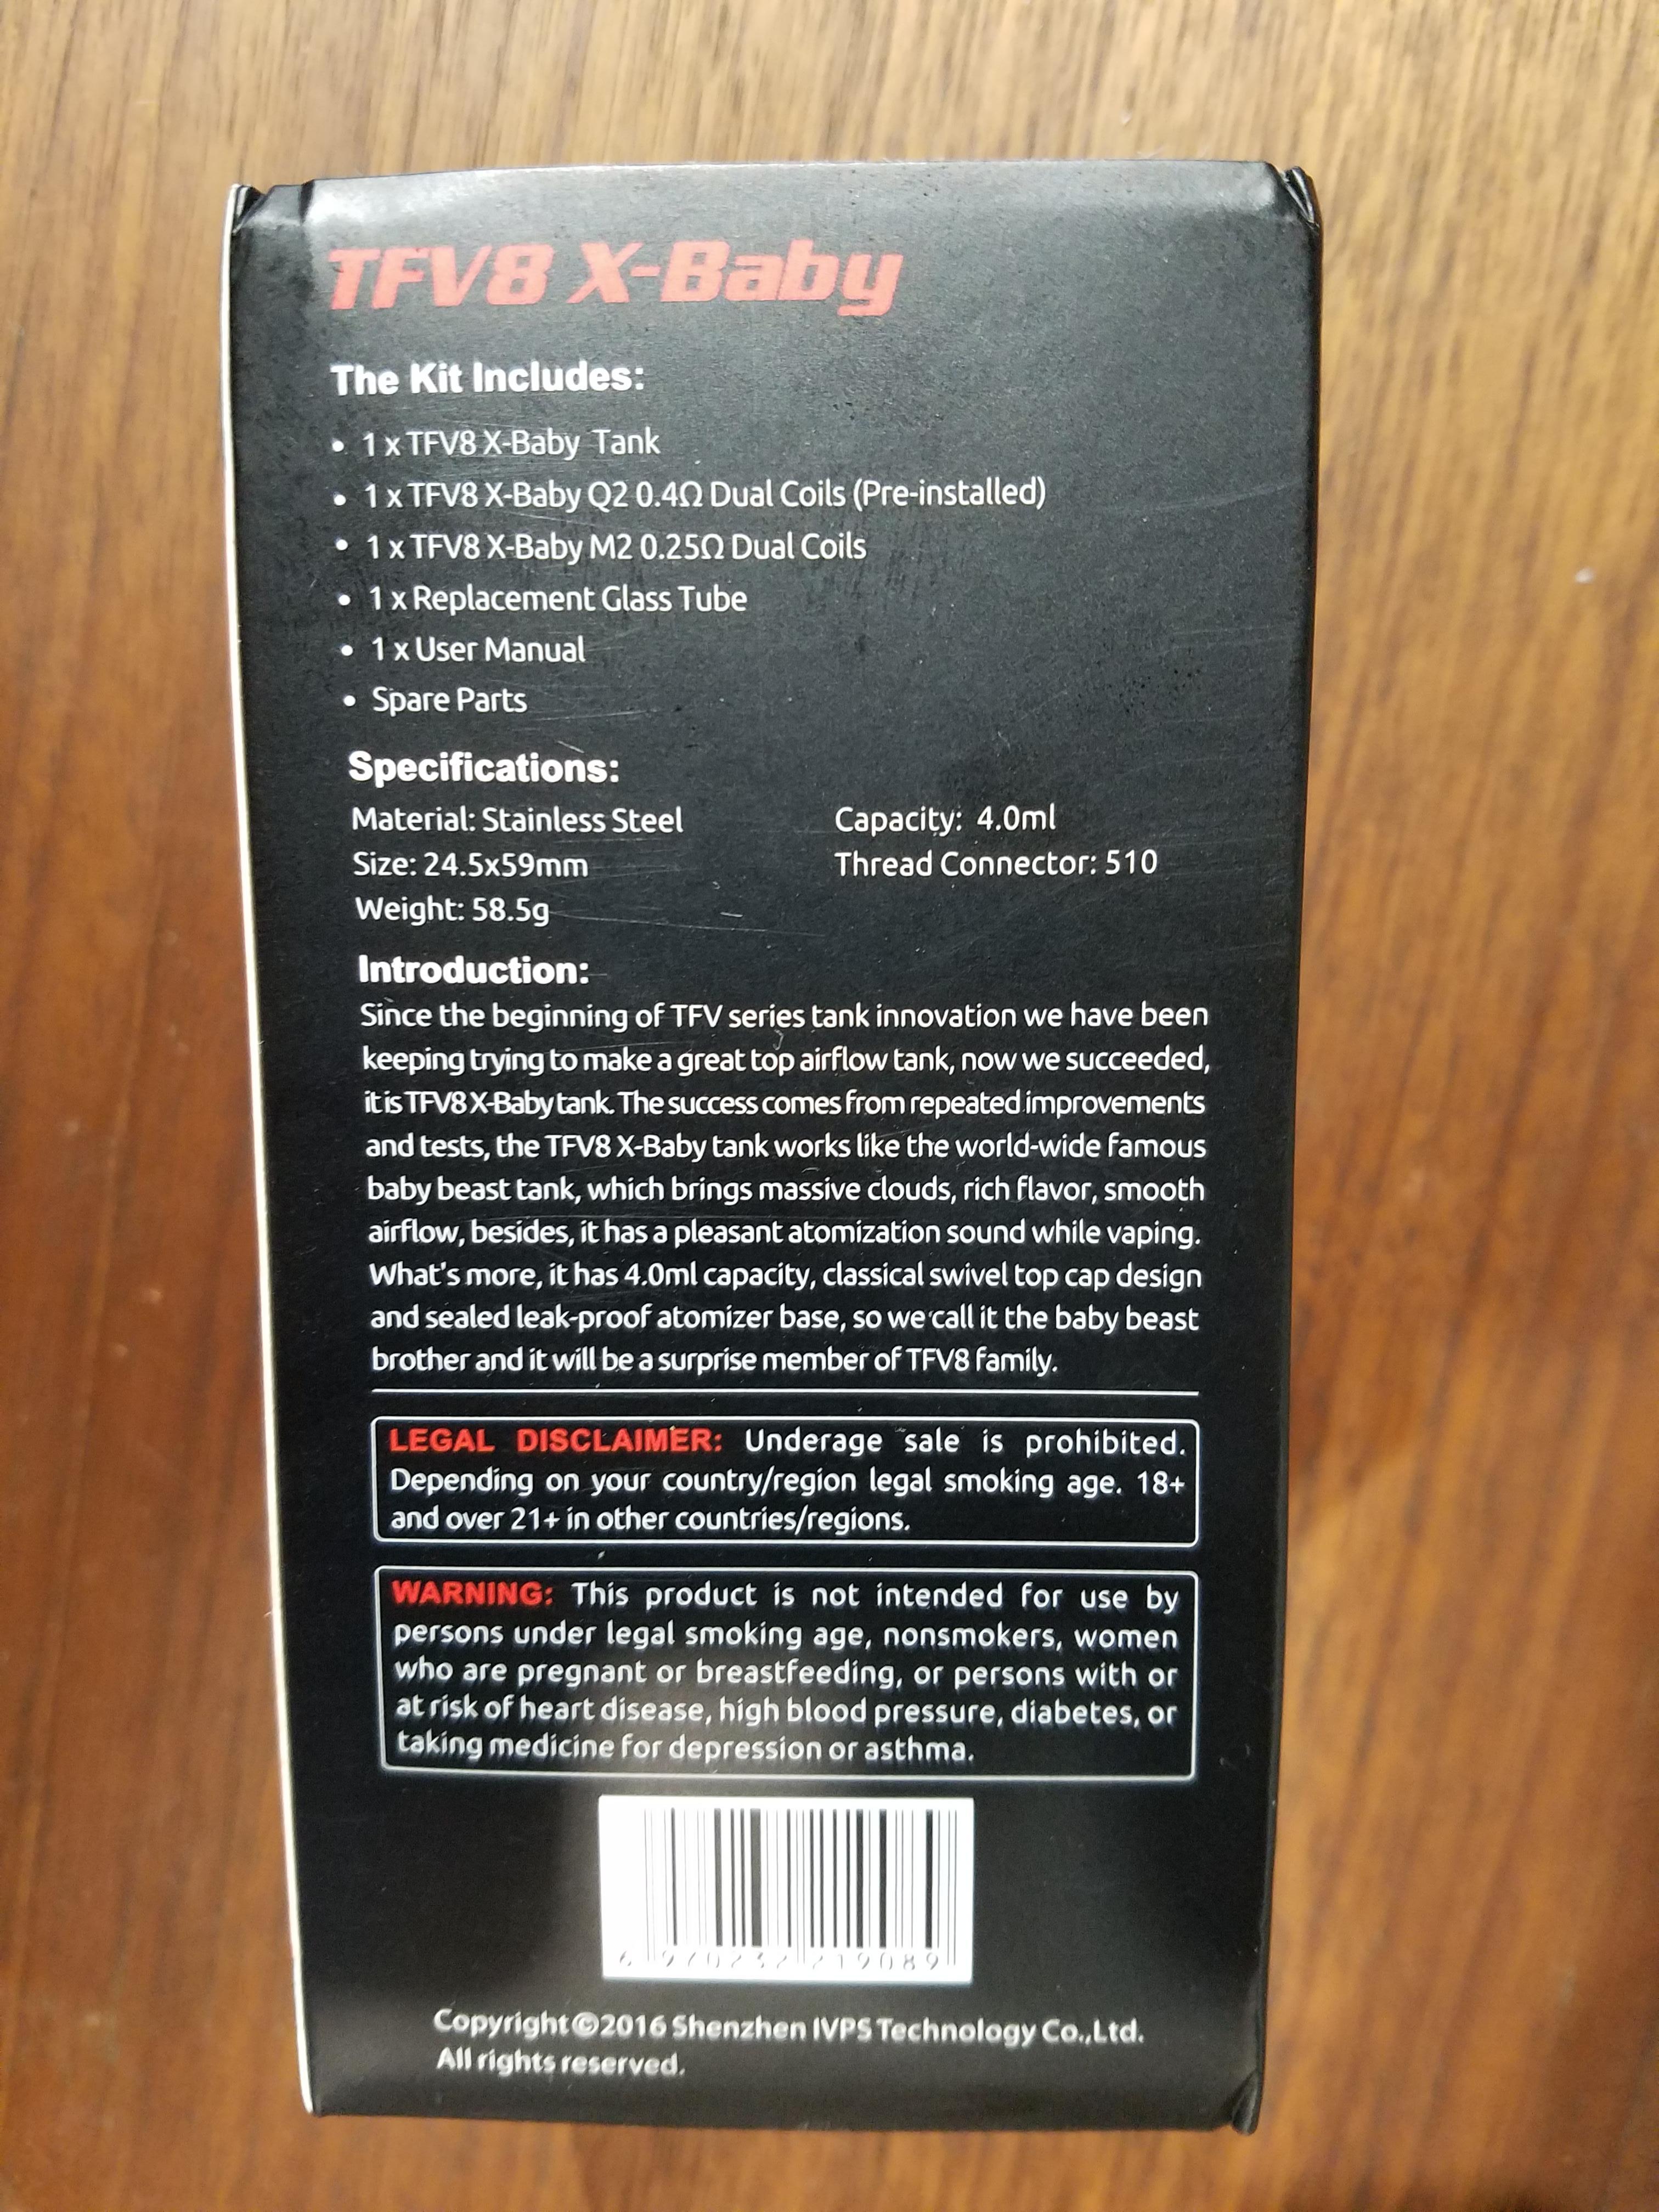 TFV8 X-Baby
The Kit Includes:
• 1 x TFV8 X-Baby Tank
• 1 x TFV8 X-Baby Q2 0.4Ω Dual Coils (Pre-installed)
• 1 x TFV8 X-Baby M2 0.25Ω Dual Coils
• 1 x Replacement Glass Tube
• 1 x User Manual
• Spare Parts
Specifications:
Material: Stainless Steel Capacity: 4.0ml
Size: 24.5x59mm Thread Connector: 510
Weight: 58.5g
Introduction:
Since the beginning of TFV series tank innovation we have been
keeping trying to make a great top airflow tank, now we succeeded,
it is TFV8 X-Baby tank. The success comes from repeated improvements
and tests, the TFV8 X-Baby tank works like the world-wide famous
baby beast tank, which brings massive clouds, rich flavor, smooth
airflow, besides, it has a pleasant atomization sound while vaping.
What's more, it has 4.0ml capacity, classical swivel top cap design
and sealed leak-proof atomizer base, so we call it the baby beast
brother and it will be a surprise member of TFV8 family.
LEGAL DISCLAIMER: Underage sale is prohibited.
Depending on your country/region legal smoking age. 18+
and over 21+ in other countries/regions.
WARNING: This product is not intended for use by
persons under legal smoking age, nonsmokers, women
who are pregnant or breastfeeding, or persons with or
at risk of heart disease, high blood pressure, diabetes, or
taking medicine for depression or asthma.
6 970232 219089
Copyright©2016 Shenzhen IVPS Technology Co.,Ltd.
All rights reserved.